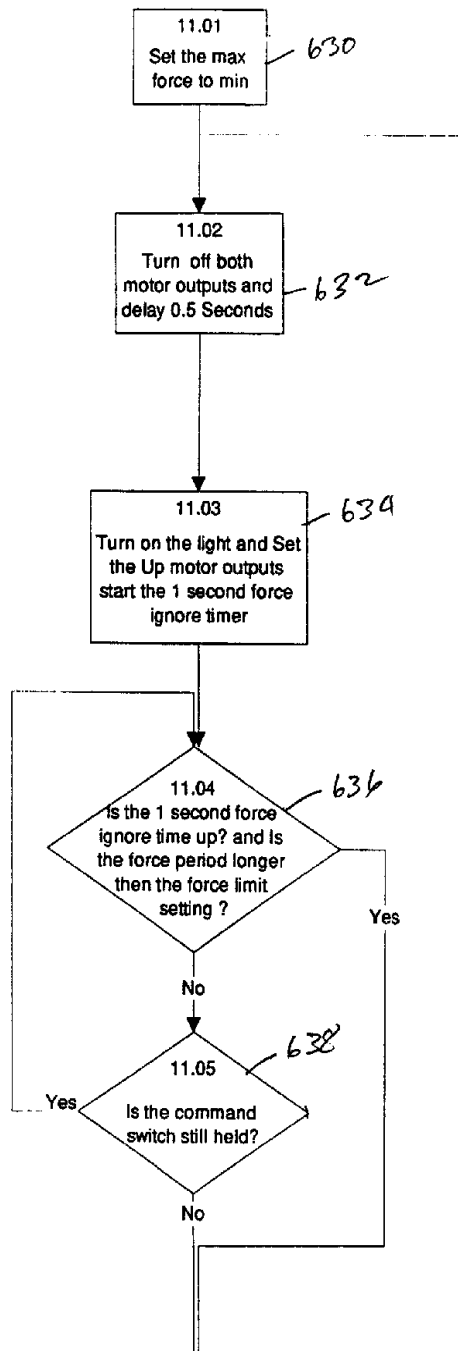 11.01
Set the max
force to min
630
11.02
Turn off both
motor outputs and
delay 0.5 Seconds
632
11.03
Turn on the light and Set
the Up motor outputs
start the 1 second force
ignore timer
634
11.04
Is the 1 second force
ignore time up? and Is
the force period longer
then the force limit
setting ?
636
Yes
No
11.05
Is the command
switch still held?
638
Yes
No